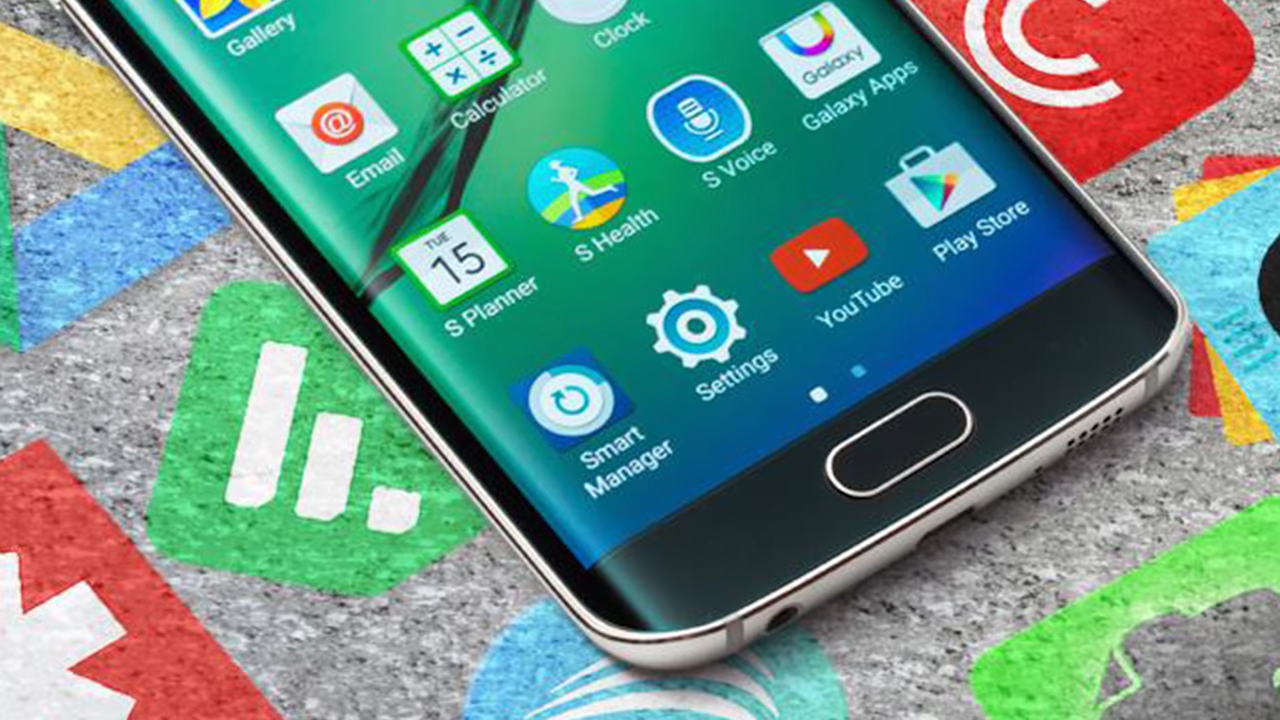 Gallery
Calculator
Clock
Email
Galaxy
Galaxy Apps
S Voice
S Health
TUE
15
S Planner
Play Store
YouTube
Settings
Smart
Manager